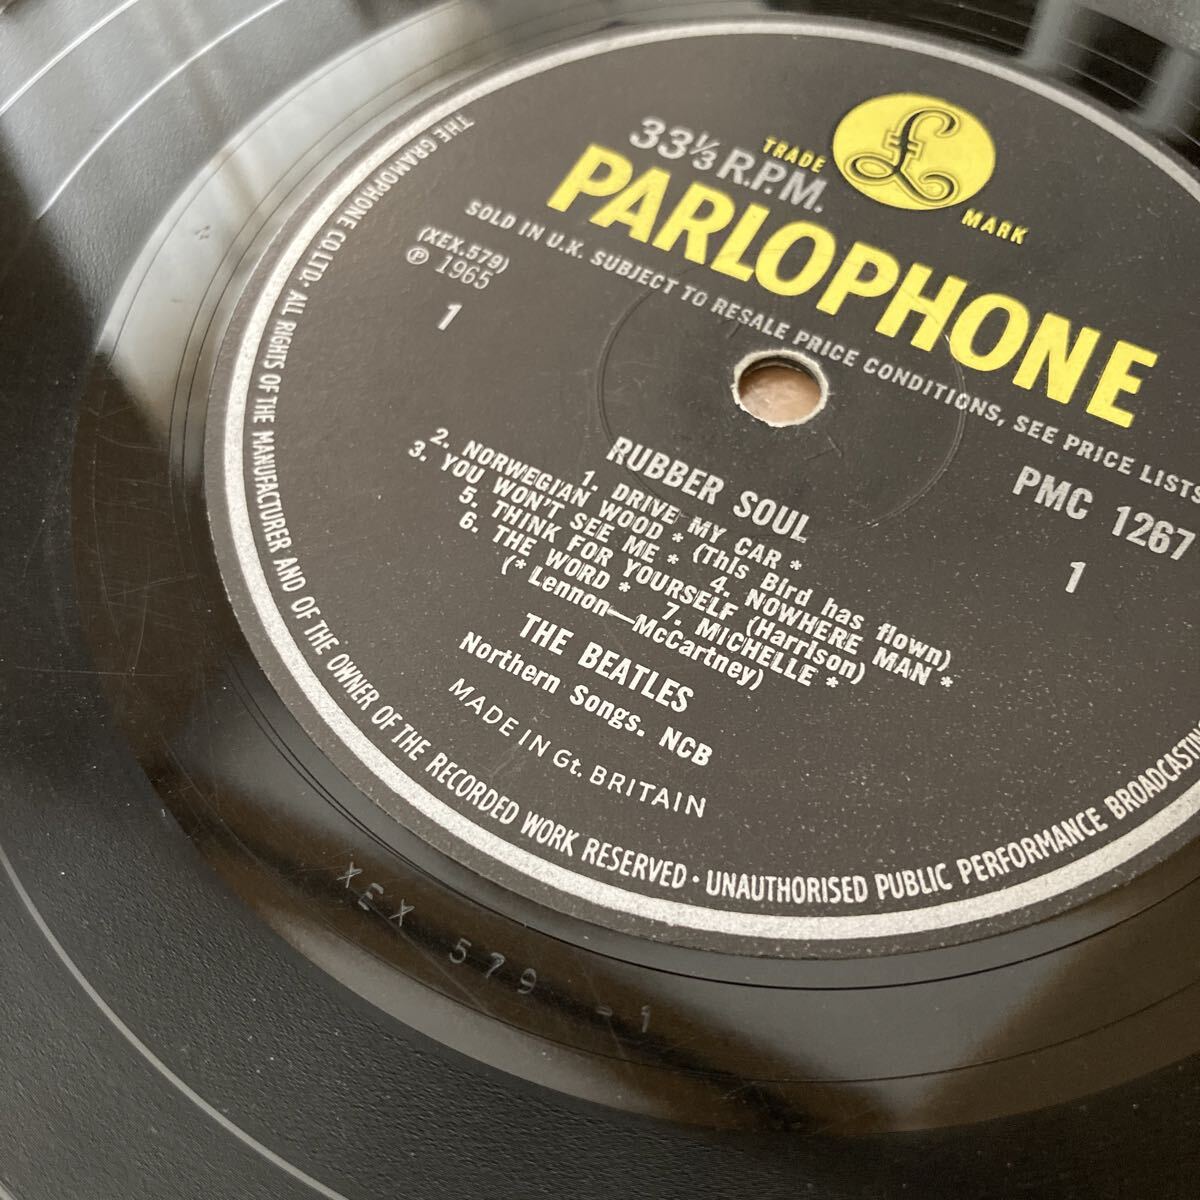 33⅓ R.P.M.
TRADE
£
MARK
PARLOPHONE
SOLD IN U.K. SUBJECT TO RESALE PRICE CONDITIONS, SEE PRICE LISTS
(XEX.579)
℗ 1965
1
PMC 1267
1
RUBBER SOUL
1. DRIVE MY CAR *
2. NORWEGIAN WOOD * (This Bird has flown)
3. YOU WON'T SEE ME * 4. NOWHERE MAN *
5. THINK FOR YOURSELF (Harrison)
6. THE WORD * 7. MICHELLE *
(* Lennon—McCartney)
THE BEATLES
Northern Songs. NCB
MADE IN Gt. BRITAIN
THE GRAMOPHONE CO. LTD. ALL RIGHTS OF THE MANUFACTURER AND OF THE OWNER OF THE RECORDED WORK RESERVED · UNAUTHORISED PUBLIC PERFORMANCE BROADCASTING
XEX 579 -1